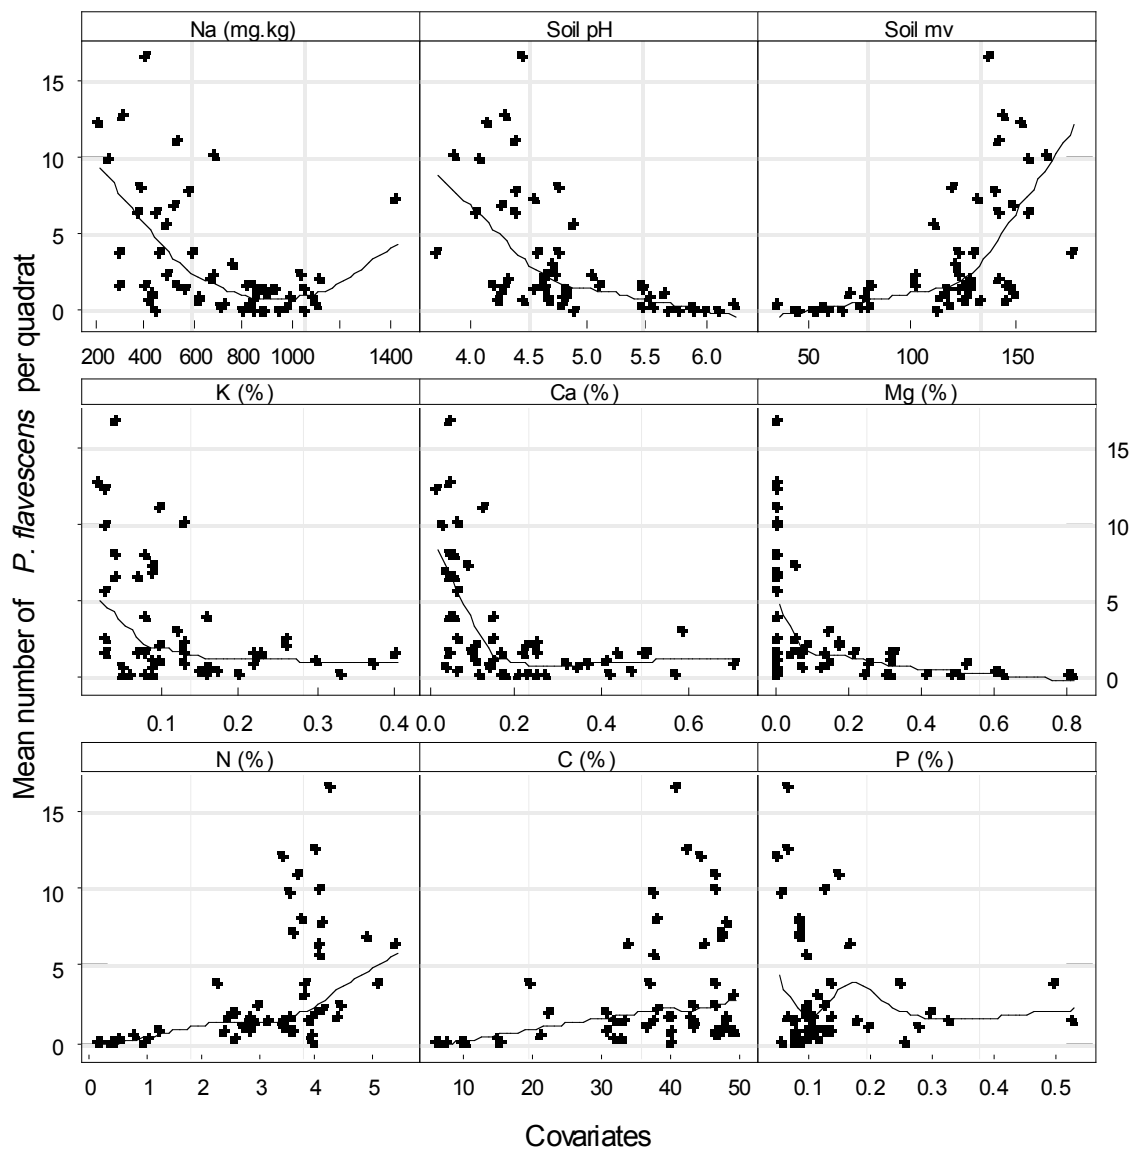 Na (mg.kg) Soil pH Soil mv
15
10
5
0
200 400 600 800 1000 1400 4.0 4.5 5.0 5.5 6.0 50 100 150
K (%) Ca (%) Mg (%)
15
10
5
0
0.1 0.2 0.3 0.4 0.0 0.2 0.4 0.6 0.0 0.2 0.4 0.6 0.8
N (%) C (%) P (%)
15
10
5
0
0 1 2 3 4 5 10 20 30 40 50 0.1 0.2 0.3 0.4 0.5
Mean number of P. flavescens per quadrat
Covariates